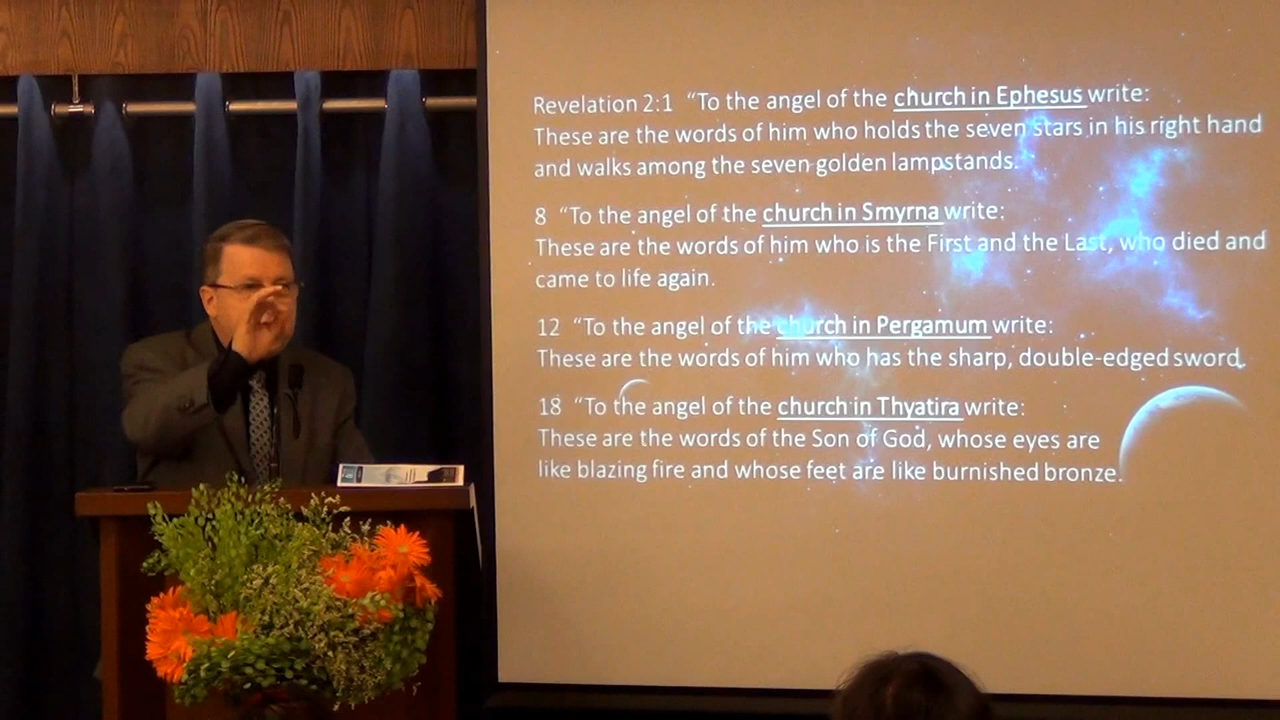 Revelation 2:1 “To the angel of the church in Ephesus write:
These are the words of him who holds the seven stars in his right hand
and walks among the seven golden lampstands.
8 “To the angel of the church in Smyrna write:
These are the words of him who is the First and the Last, who died and
came to life again.
12 “To the angel of the church in Pergamum write:
These are the words of him who has the sharp, double-edged sword.
18 “To the angel of the church in Thyatira write:
These are the words of the Son of God, whose eyes are
like blazing fire and whose feet are like burnished bronze.